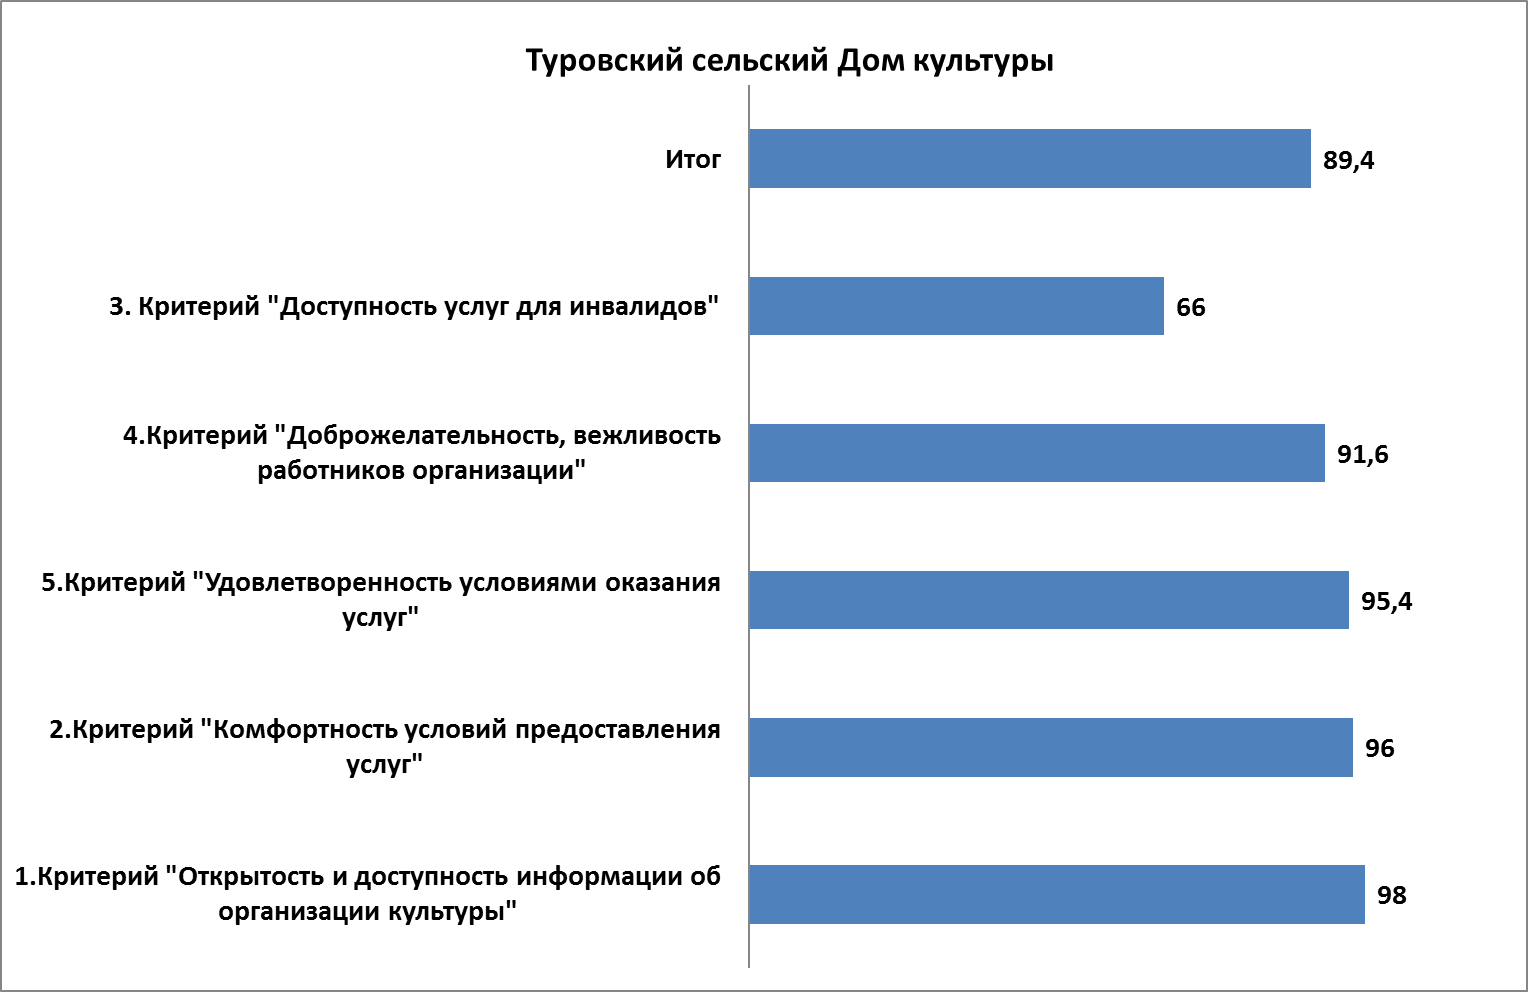 Туровский сельский Дом культуры
Итог
89,4
3. Критерий "Доступность услуг для инвалидов"
66
4.Критерий "Доброжелательность, вежливость
работников организации"
91,6
5.Критерий "Удовлетворенность условиями оказания
услуг"
95,4
2.Критерий "Комфортность условий предоставления
услуг"
96
1.Критерий "Открытость и доступность информации об
организации культуры"
98